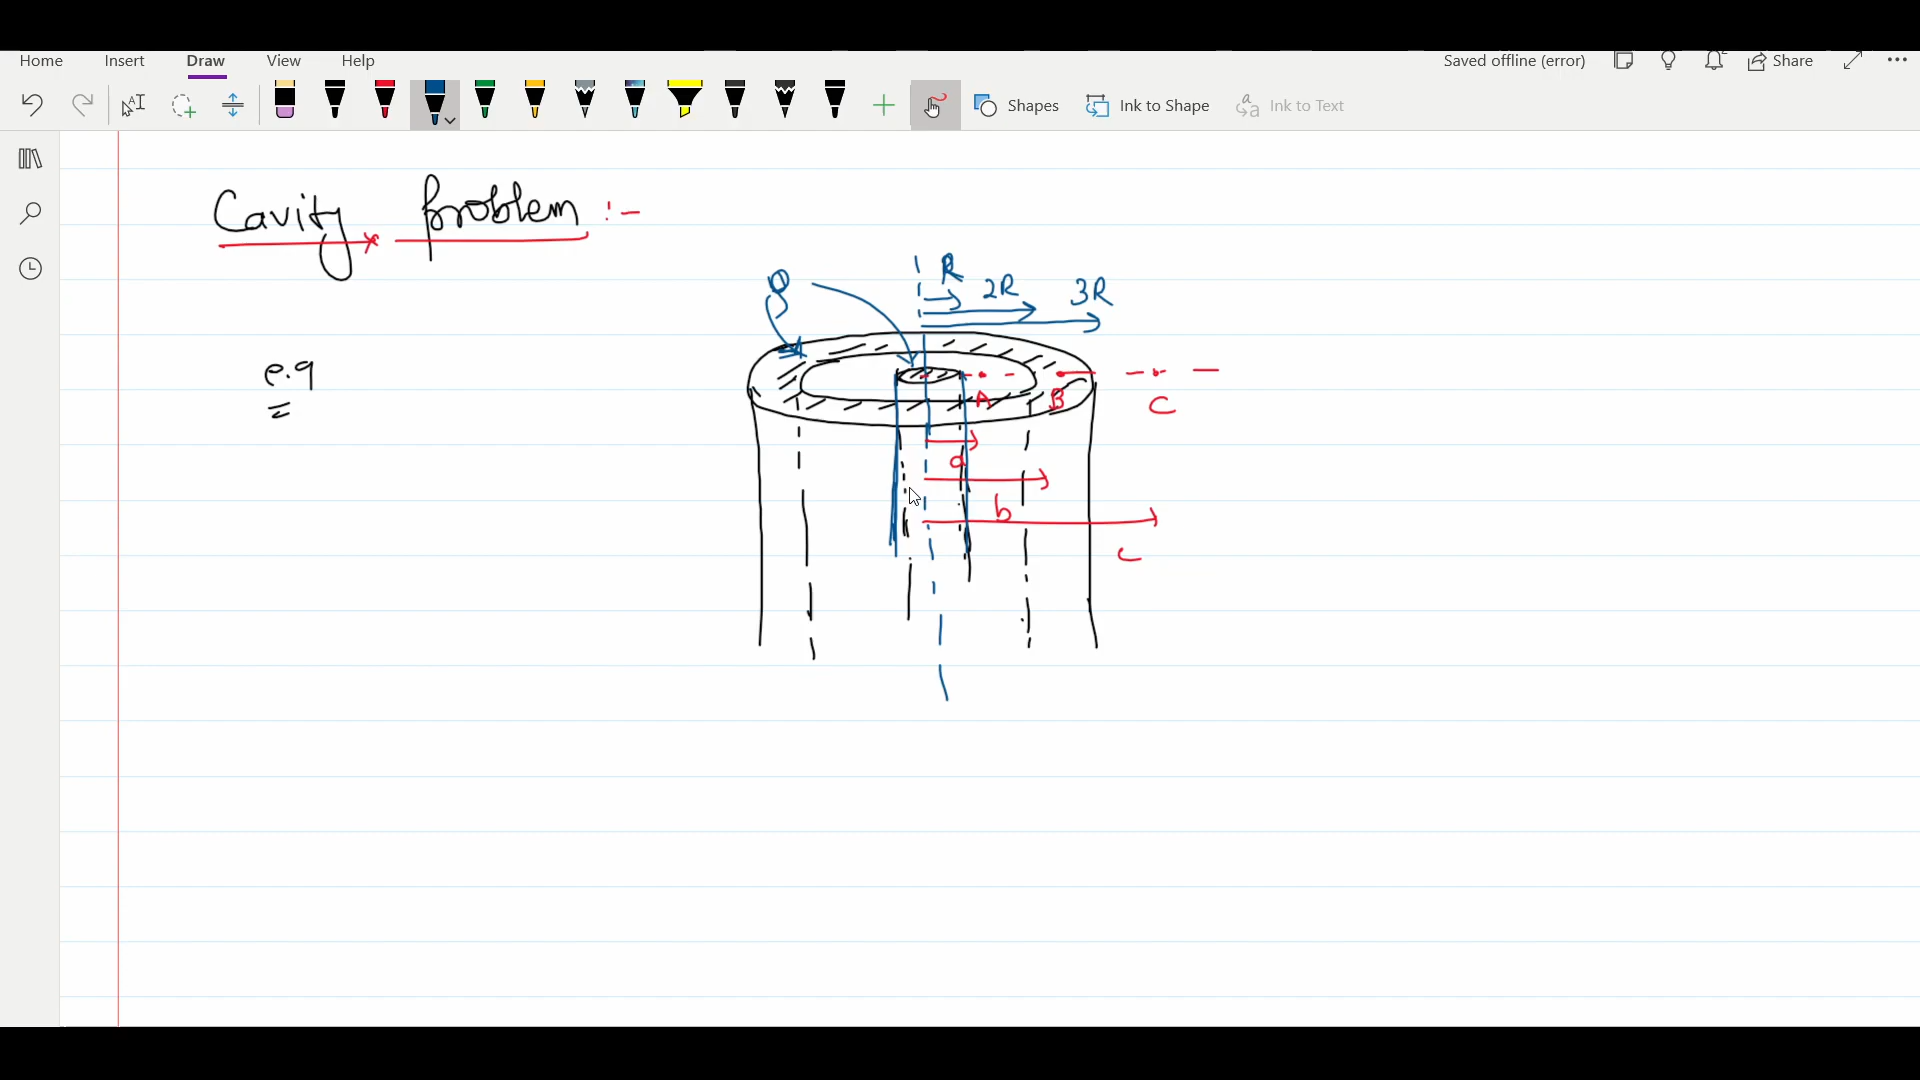 Home Insert Draw View Help Saved offline (error) Share
Shapes Ink to Shape Ink to Text
Cavity Problem :-
R
2R 3R
ρ
e.g
A B C
a
b
c